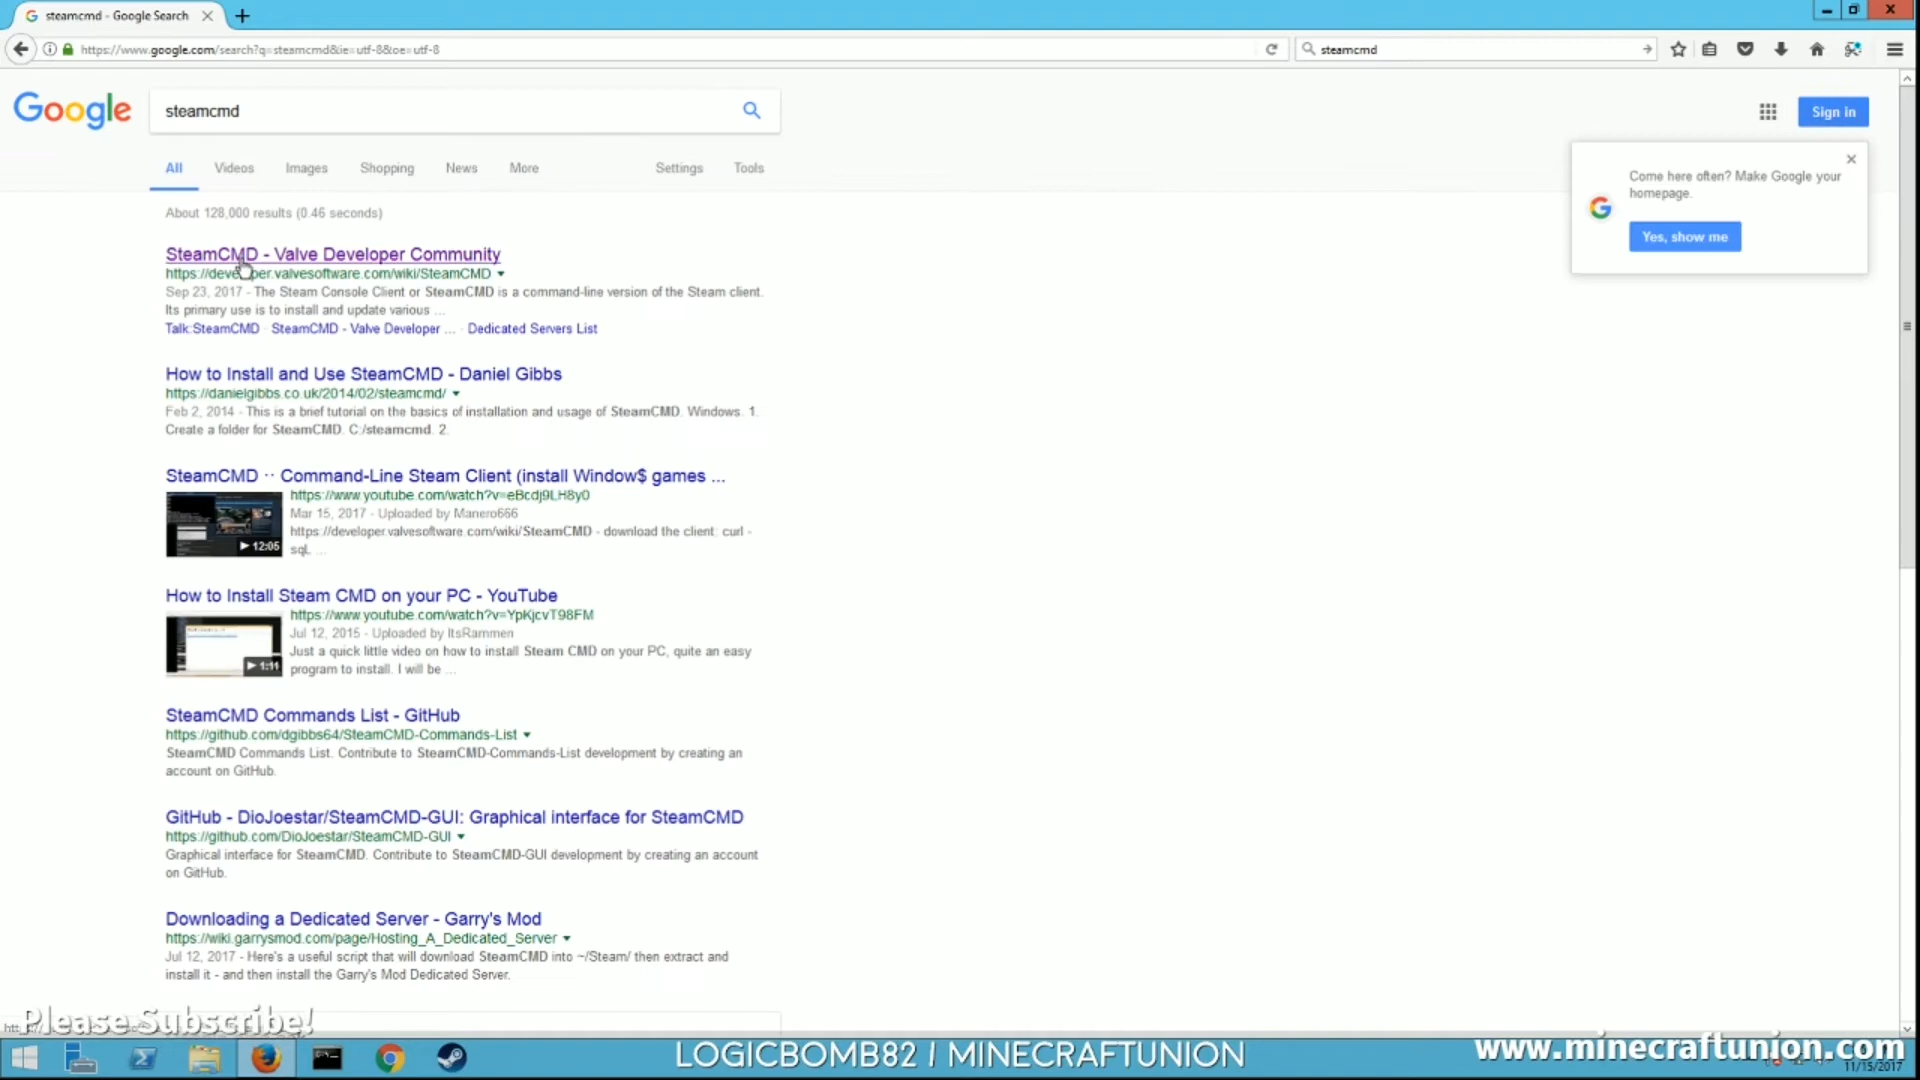 steamcmd - Google Search
https://www.google.com/search?q=steamcmd&ie=utf-8&oe=utf-8
steamcmd
Google
steamcmd
Sign in
All Videos Images Shopping News More Settings Tools
Come here often? Make Google your
homepage.
Yes, show me
About 128,000 results (0.46 seconds)
SteamCMD - Valve Developer Community
https://developer.valvesoftware.com/wiki/SteamCMD
Sep 23, 2017 - The Steam Console Client or SteamCMD is a command-line version of the Steam client.
Its primary use is to install and update various ...
Talk:SteamCMD · SteamCMD - Valve Developer ... · Dedicated Servers List
How to Install and Use SteamCMD - Daniel Gibbs
https://danielgibbs.co.uk/2014/02/steamcmd/
Feb 2, 2014 - This is a brief tutorial on the basics of installation and usage of SteamCMD. Windows. 1.
Create a folder for SteamCMD. C:/steamcmd. 2.
SteamCMD ·· Command-Line Steam Client (install Window$ games ...
https://www.youtube.com/watch?v=eBcdj9LH8y0
Mar 15, 2017 - Uploaded by Manero666
https://developer.valvesoftware.com/wiki/SteamCMD - download the client: curl -
sqL ...
12:05
How to Install Steam CMD on your PC - YouTube
https://www.youtube.com/watch?v=YpKjcvT98FM
Jul 12, 2015 - Uploaded by ItsRammen
Just a quick little video on how to install Steam CMD on your PC, quite an easy
program to install. I will be ...
1:11
SteamCMD Commands List - GitHub
https://github.com/dgibbs64/SteamCMD-Commands-List
SteamCMD Commands List. Contribute to SteamCMD-Commands-List development by creating an
account on GitHub.
GitHub - DioJoestar/SteamCMD-GUI: Graphical interface for SteamCMD
https://github.com/DioJoestar/SteamCMD-GUI
Graphical interface for SteamCMD. Contribute to SteamCMD-GUI development by creating an account
on GitHub.
Downloading a Dedicated Server - Garry's Mod
https://wiki.garrysmod.com/page/Hosting_A_Dedicated_Server
Jul 12, 2017 - Here's a useful script that will download SteamCMD into ~/Steam/ then extract and
install it - and then install the Garry's Mod Dedicated Server.
Please Subscribe!
LOGICBOMB82 | MINECRAFTUNION
www.minecraftunion.com
11/15/2017